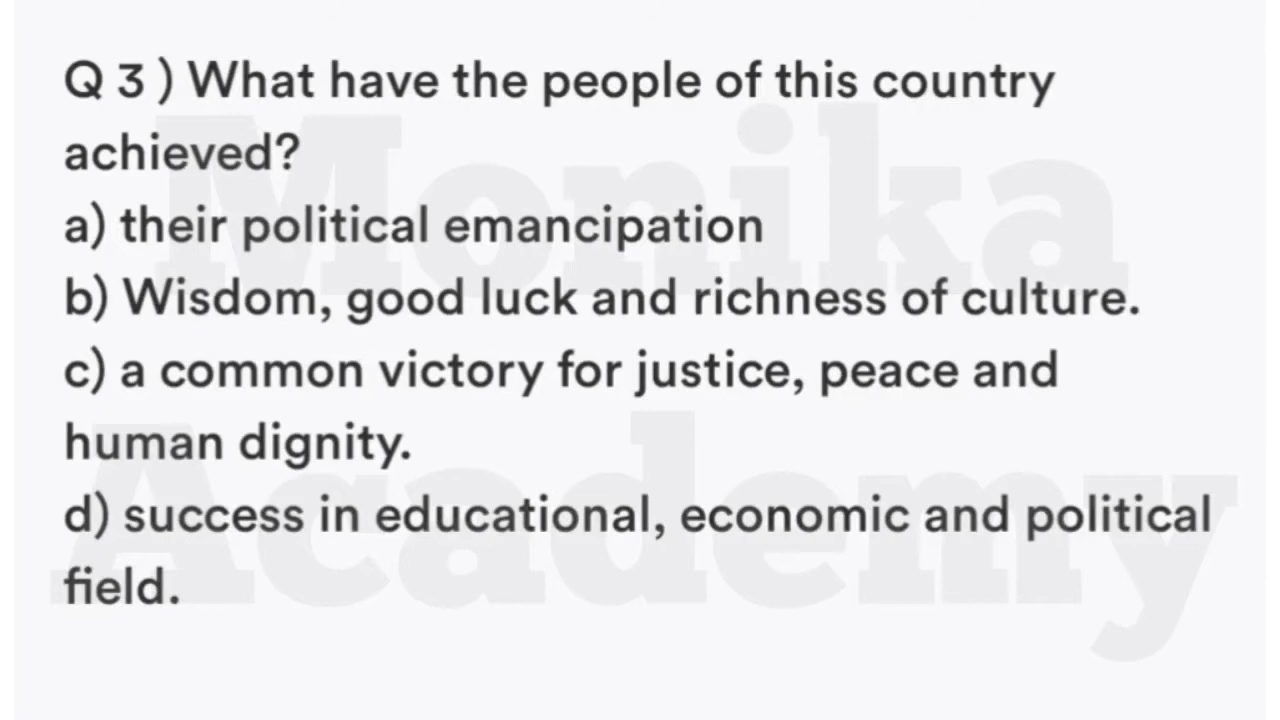 Q 3 ) What have the people of this country
achieved?
a) their political emancipation
b) Wisdom, good luck and richness of culture.
c) a common victory for justice, peace and
human dignity.
d) success in educational, economic and political
field.
Monika
Academy